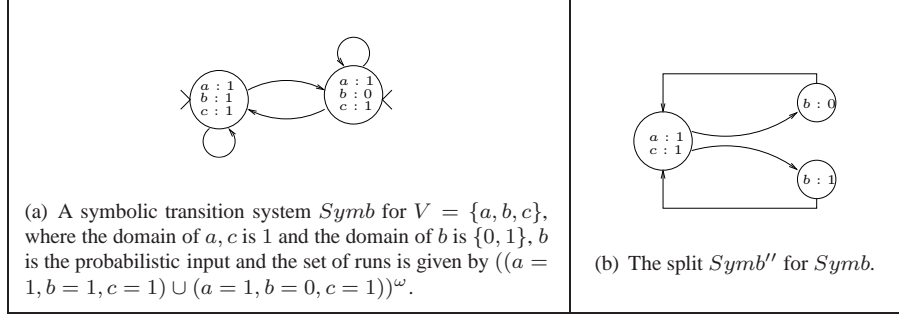 a : 1
b : 1
c : 1
a : 1
b : 0
c : 1
(a) A symbolic transition system Symb for V = {a, b, c},
where the domain of a, c is 1 and the domain of b is {0, 1}, b
is the probabilistic input and the set of runs is given by ((a =
1, b = 1, c = 1) ∪ (a = 1, b = 0, c = 1))^ω.
a : 1
c : 1
b : 0
b : 1
(b) The split Symb′′ for Symb.